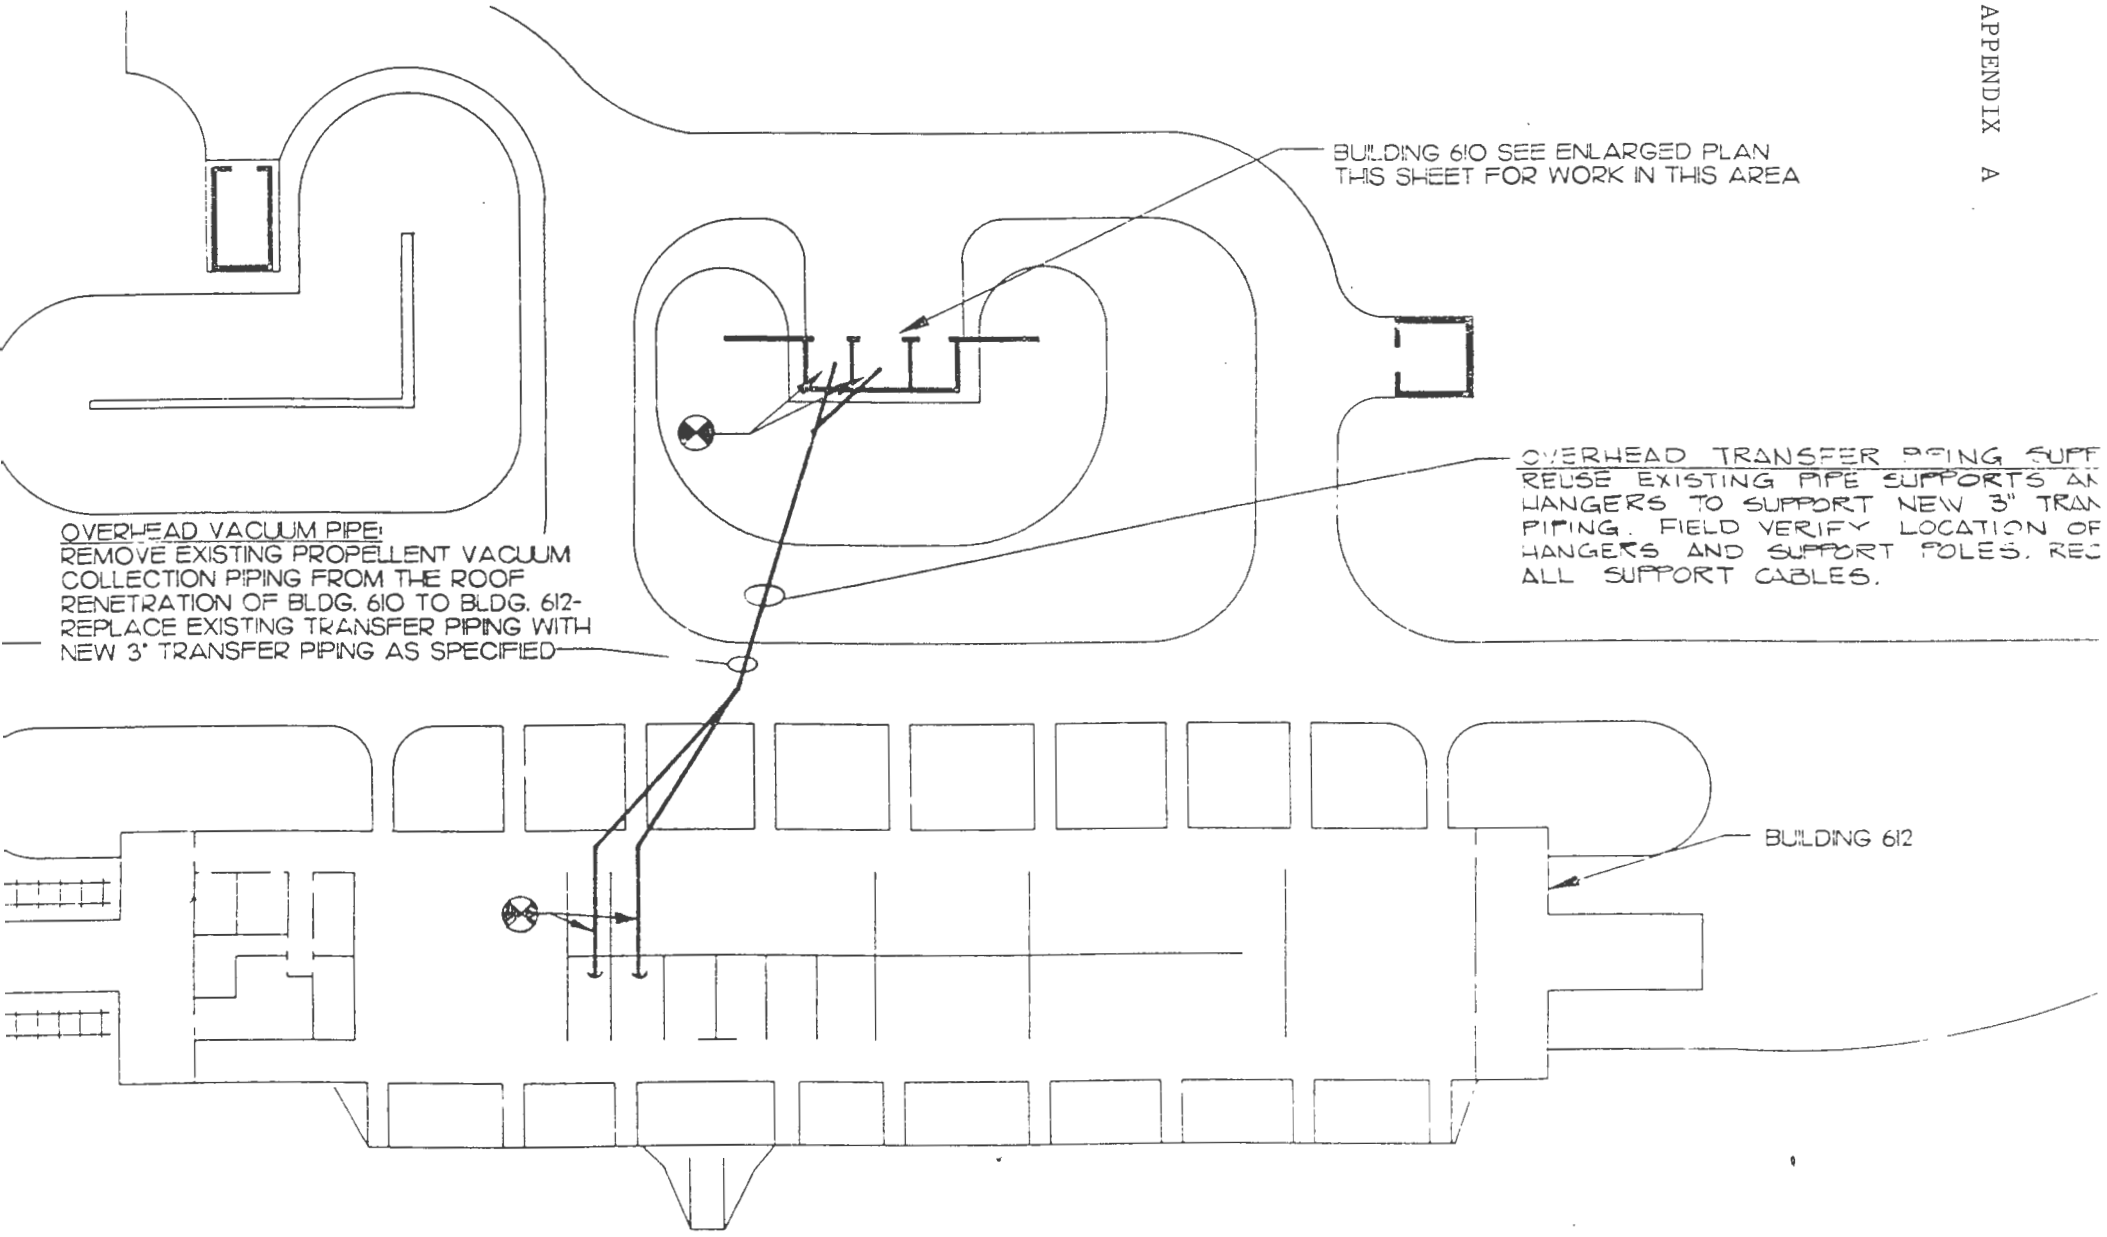 APPENDIX A
BUILDING 610 SEE ENLARGED PLAN
THIS SHEET FOR WORK IN THIS AREA
OVERHEAD TRANSFER PIPING SUPP
REUSE EXISTING PIPE SUPPORTS AN
HANGERS TO SUPPORT NEW 3" TRAN
PIPING. FIELD VERIFY LOCATION OF
HANGERS AND SUPPORT POLES. REC
ALL SUPPORT CABLES.
OVERHEAD VACUUM PIPE:
REMOVE EXISTING PROPELLENT VACUUM
COLLECTION PIPING FROM THE ROOF
RENETRATION OF BLDG. 610 TO BLDG. 612-
REPLACE EXISTING TRANSFER PIPING WITH
NEW 3" TRANSFER PIPING AS SPECIFIED
BUILDING 612